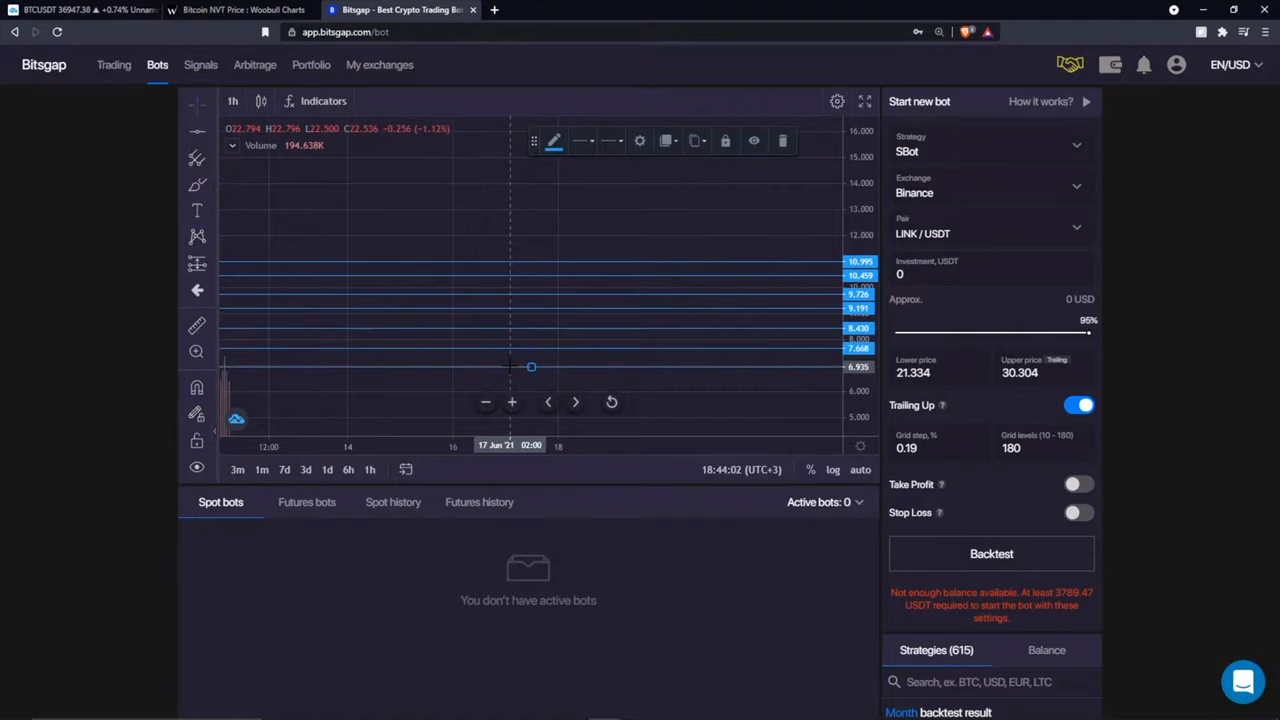 BTCUSDT 36947.38 ▲ +0.74% Unnam
Bitcoin NVT Price : Woobull Charts
Bitsgap - Best Crypto Trading Bot
app.bitsgap.com/bot
Bitsgap
Trading
Bots
Signals
Arbitrage
Portfolio
My exchanges
EN/USD
1h
Indicators
O22.794 H22.796 L22.500 C22.536 -0.256 (-1.12%)
Volume 194.638K
16.000
15.000
14.000
13.000
12.000
10.995
10.459
10.000
9.726
9.191
8.430
8.000
7.668
6.935
6.000
5.000
12:00
14
16
17 Jun '21 02:00
18
3m 1m 7d 3d 1d 6h 1h
18:44:02 (UTC+3)
% log auto
Spot bots
Futures bots
Spot history
Futures history
Active bots: 0
You don't have active bots
Start new bot
How it works?
Strategy
SBot
Exchange
Binance
Pair
LINK / USDT
Investment, USDT
0
Approx.
0 USD
95%
Lower price
21.334
Upper price Trailing
30.304
Trailing Up ?
Grid step, %
0.19
Grid levels (10 - 180)
180
Take Profit ?
Stop Loss ?
Backtest
Not enough balance available. At least 3789.47
USDT required to start the bot with these
settings.
Strategies (615)
Balance
Search, ex. BTC, USD, EUR, LTC
Month backtest result